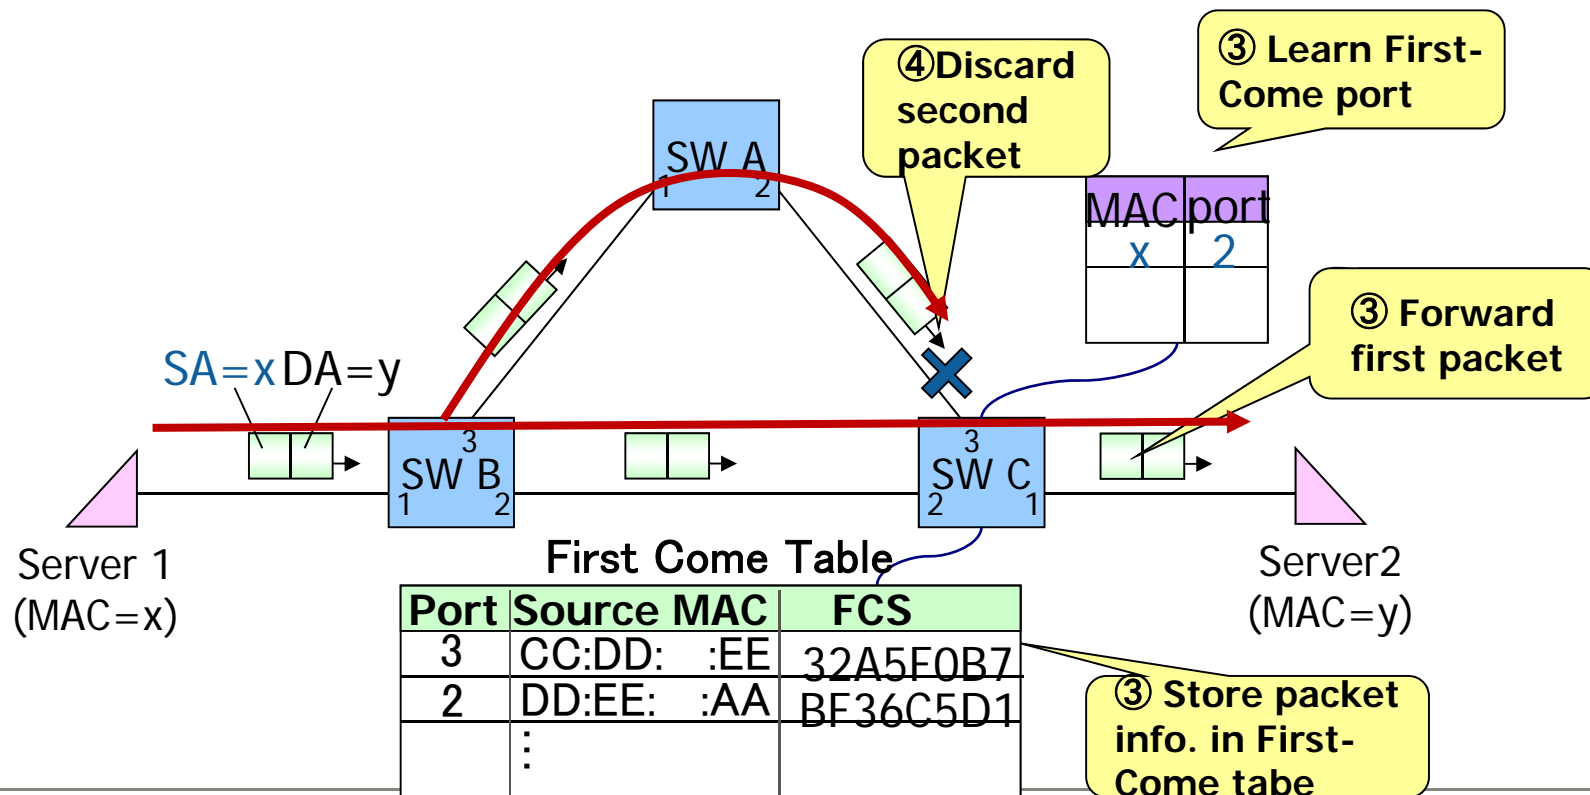 ④Discard
second
packet
③ Learn First-
Come port
SW A
1
2
MAC port
x 2
③ Forward
first packet
SA=x DA=y
3
SW B
1
2
3
SW C
2
1
Server 1
(MAC=x)
Server2
(MAC=y)
First Come Table
Port Source MAC FCS
3 CC:DD: :EE 32A5F0B7
2 DD:EE: :AA BF36C5D1
⋮
③ Store packet
info. in First-
Come tabe